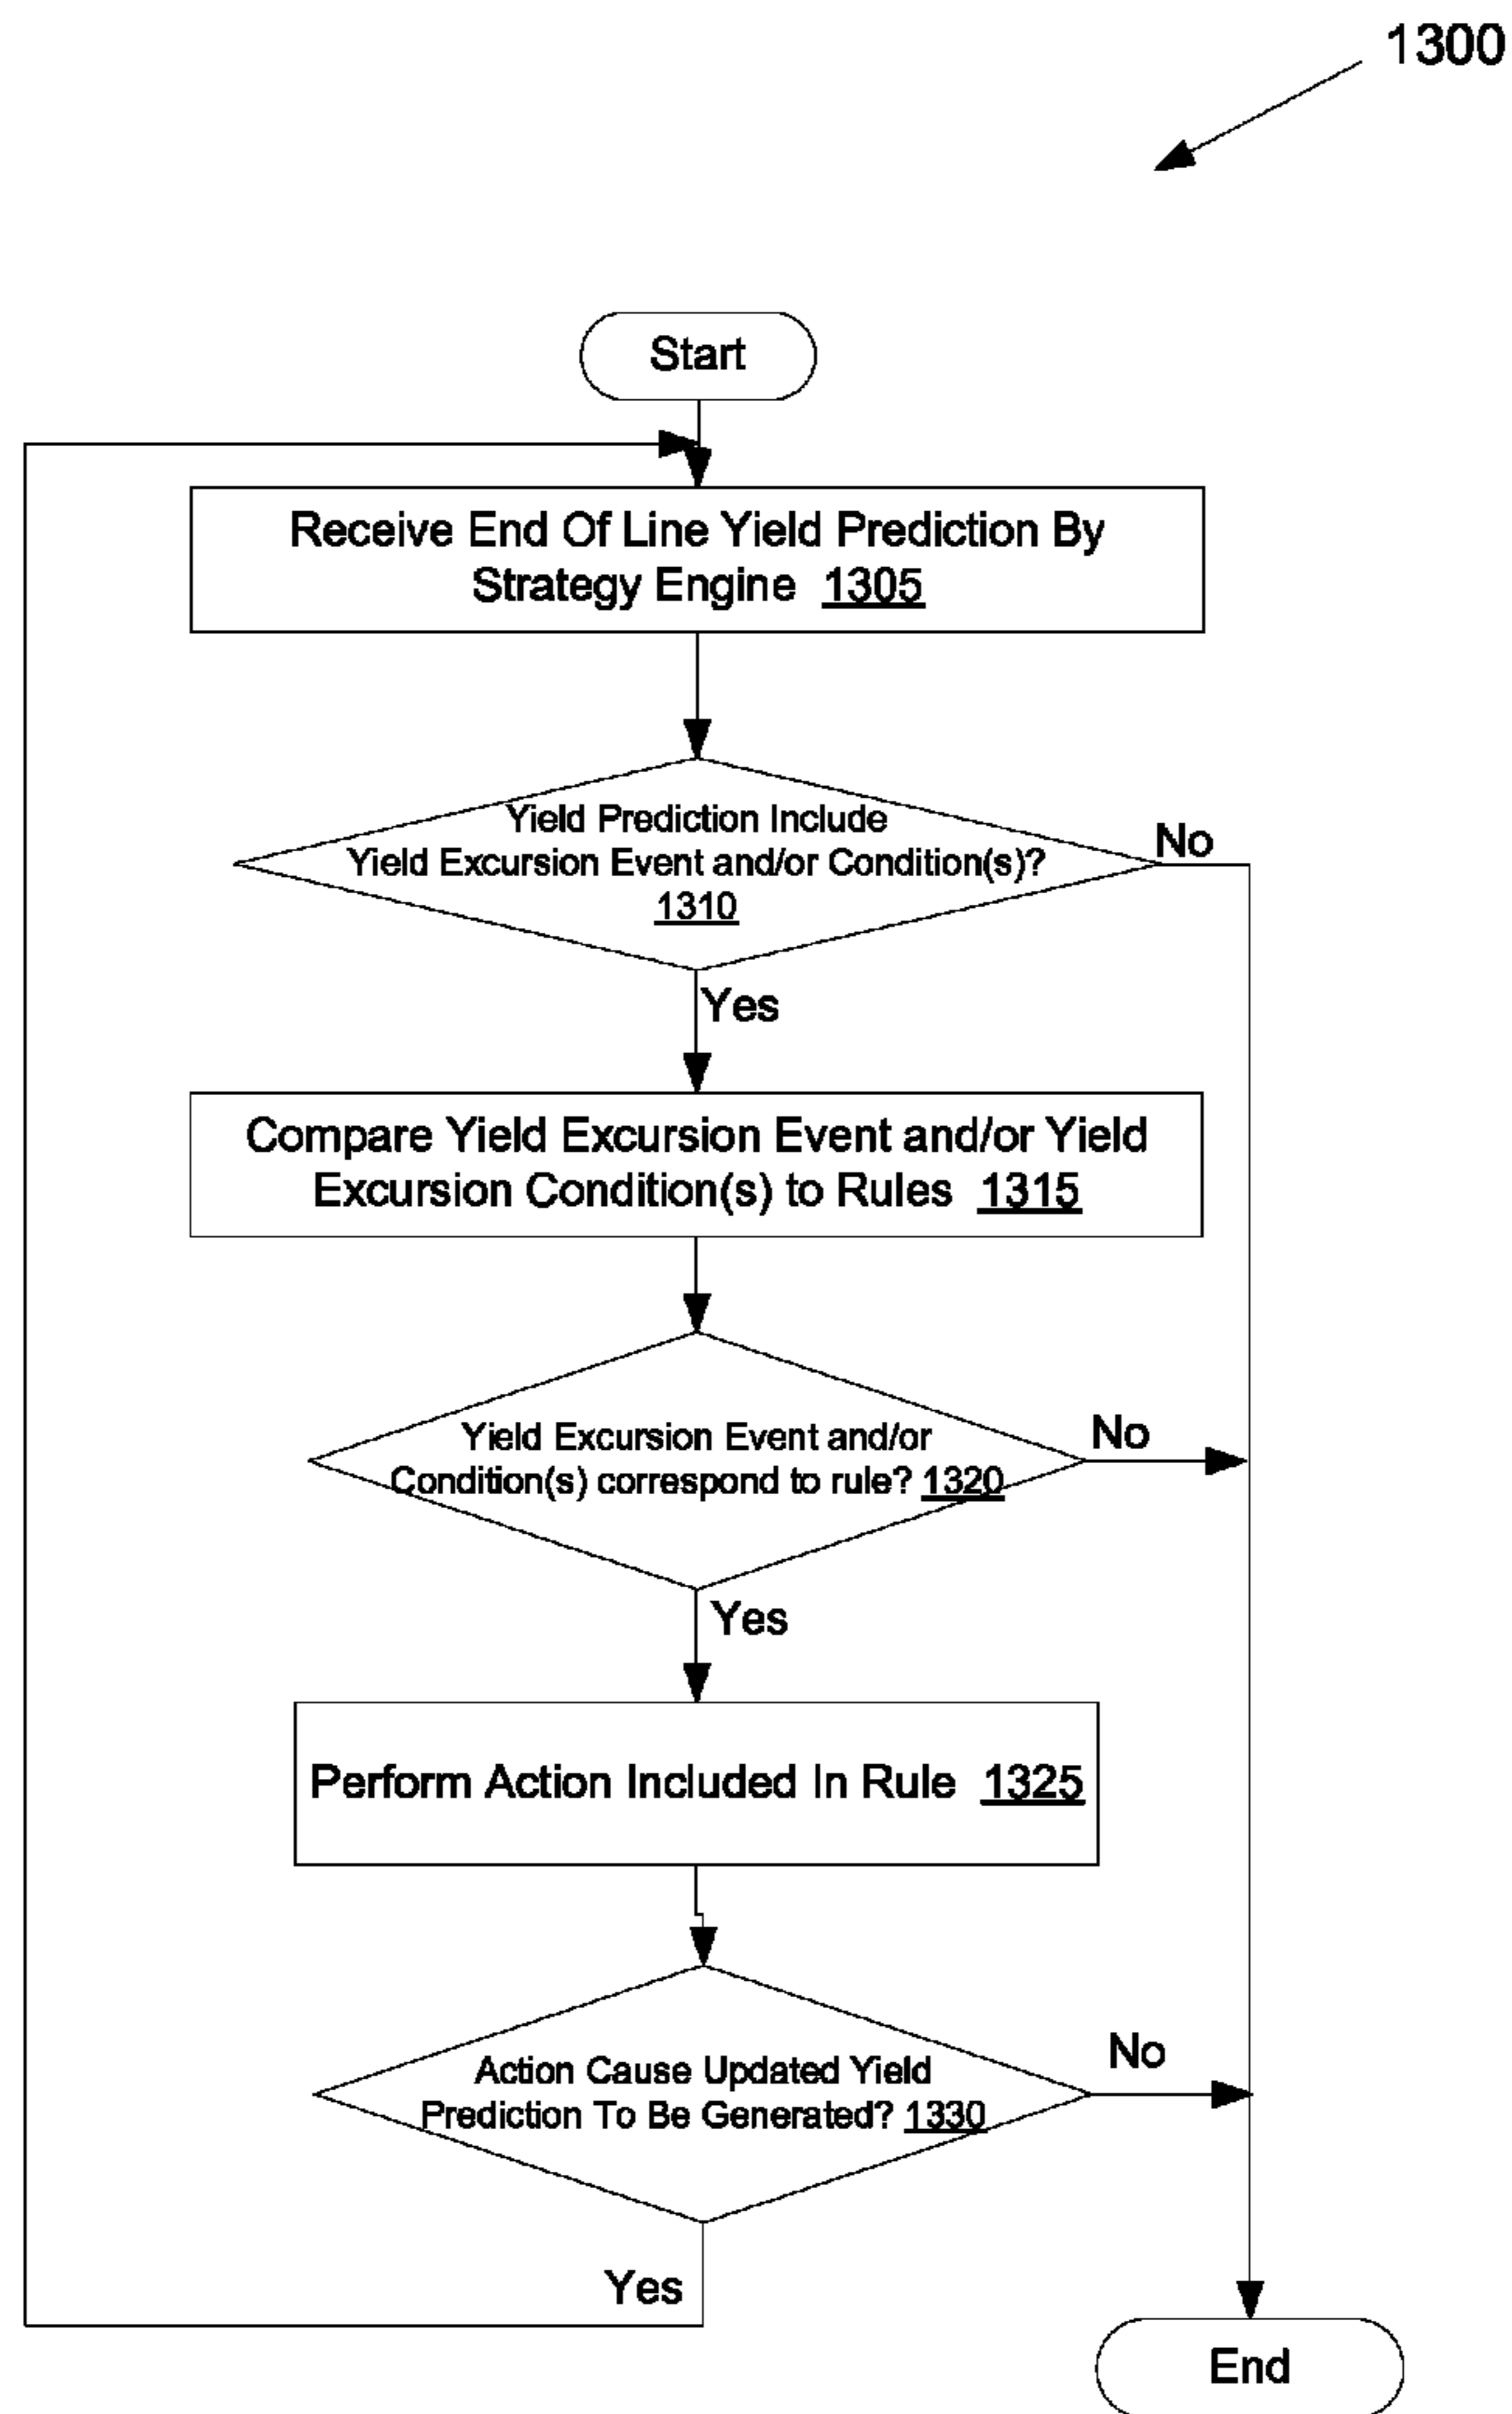 1300
Start
Receive End Of Line Yield Prediction By
Strategy Engine 1305
Yield Prediction Include
Yield Excursion Event and/or Condition(s)?
1310
No
Yes
Compare Yield Excursion Event and/or Yield
Excursion Condition(s) to Rules 1315
Yield Excursion Event and/or
Condition(s) correspond to rule? 1320
No
Yes
Perform Action Included In Rule 1325
Action Cause Updated Yield
Prediction To Be Generated? 1330
No
Yes
End